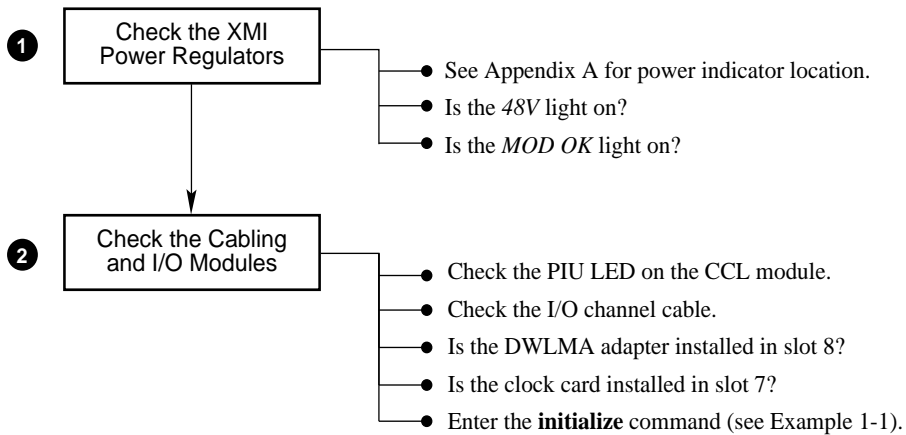 1
Check the XMI
Power Regulators
See Appendix A for power indicator location.
Is the 48V light on?
Is the MOD OK light on?
2
Check the Cabling
and I/O Modules
Check the PIU LED on the CCL module.
Check the I/O channel cable.
Is the DWLMA adapter installed in slot 8?
Is the clock card installed in slot 7?
Enter the initialize command (see Example 1-1).